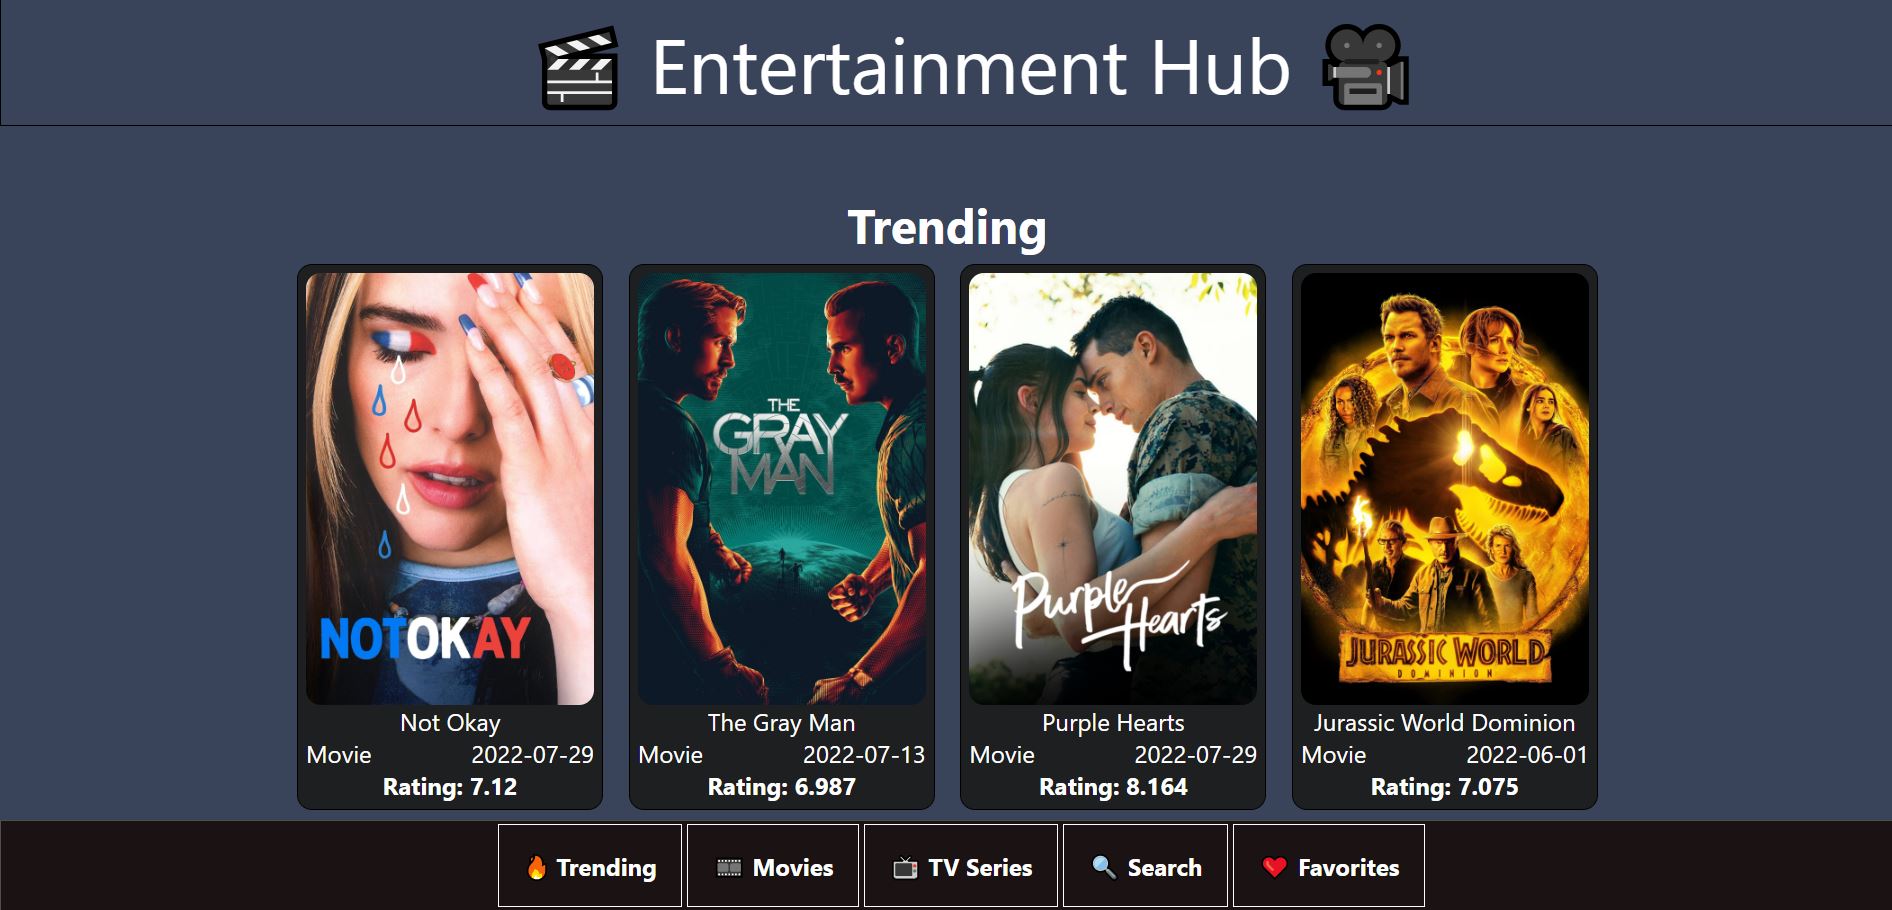 Entertainment Hub
Trending
NOTOKAY
THE
GRAY
MAN
Purple
Hearts
JURASSIC WORLD
DOMINION
Not Okay
Movie 2022-07-29
Rating: 7.12
The Gray Man
Movie 2022-07-13
Rating: 6.987
Purple Hearts
Movie 2022-07-29
Rating: 8.164
Jurassic World Dominion
Movie 2022-06-01
Rating: 7.075
Trending
Movies
TV Series
Search
Favorites